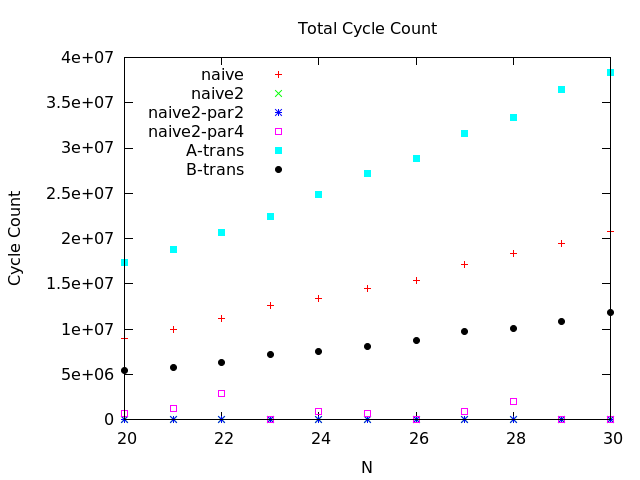 Total Cycle Count
4e+07
3.5e+07
3e+07
2.5e+07
2e+07
1.5e+07
1e+07
5e+06
0
Cycle Count
naive
naive2
naive2-par2
naive2-par4
A-trans
B-trans
20 22 24 26 28 30
N